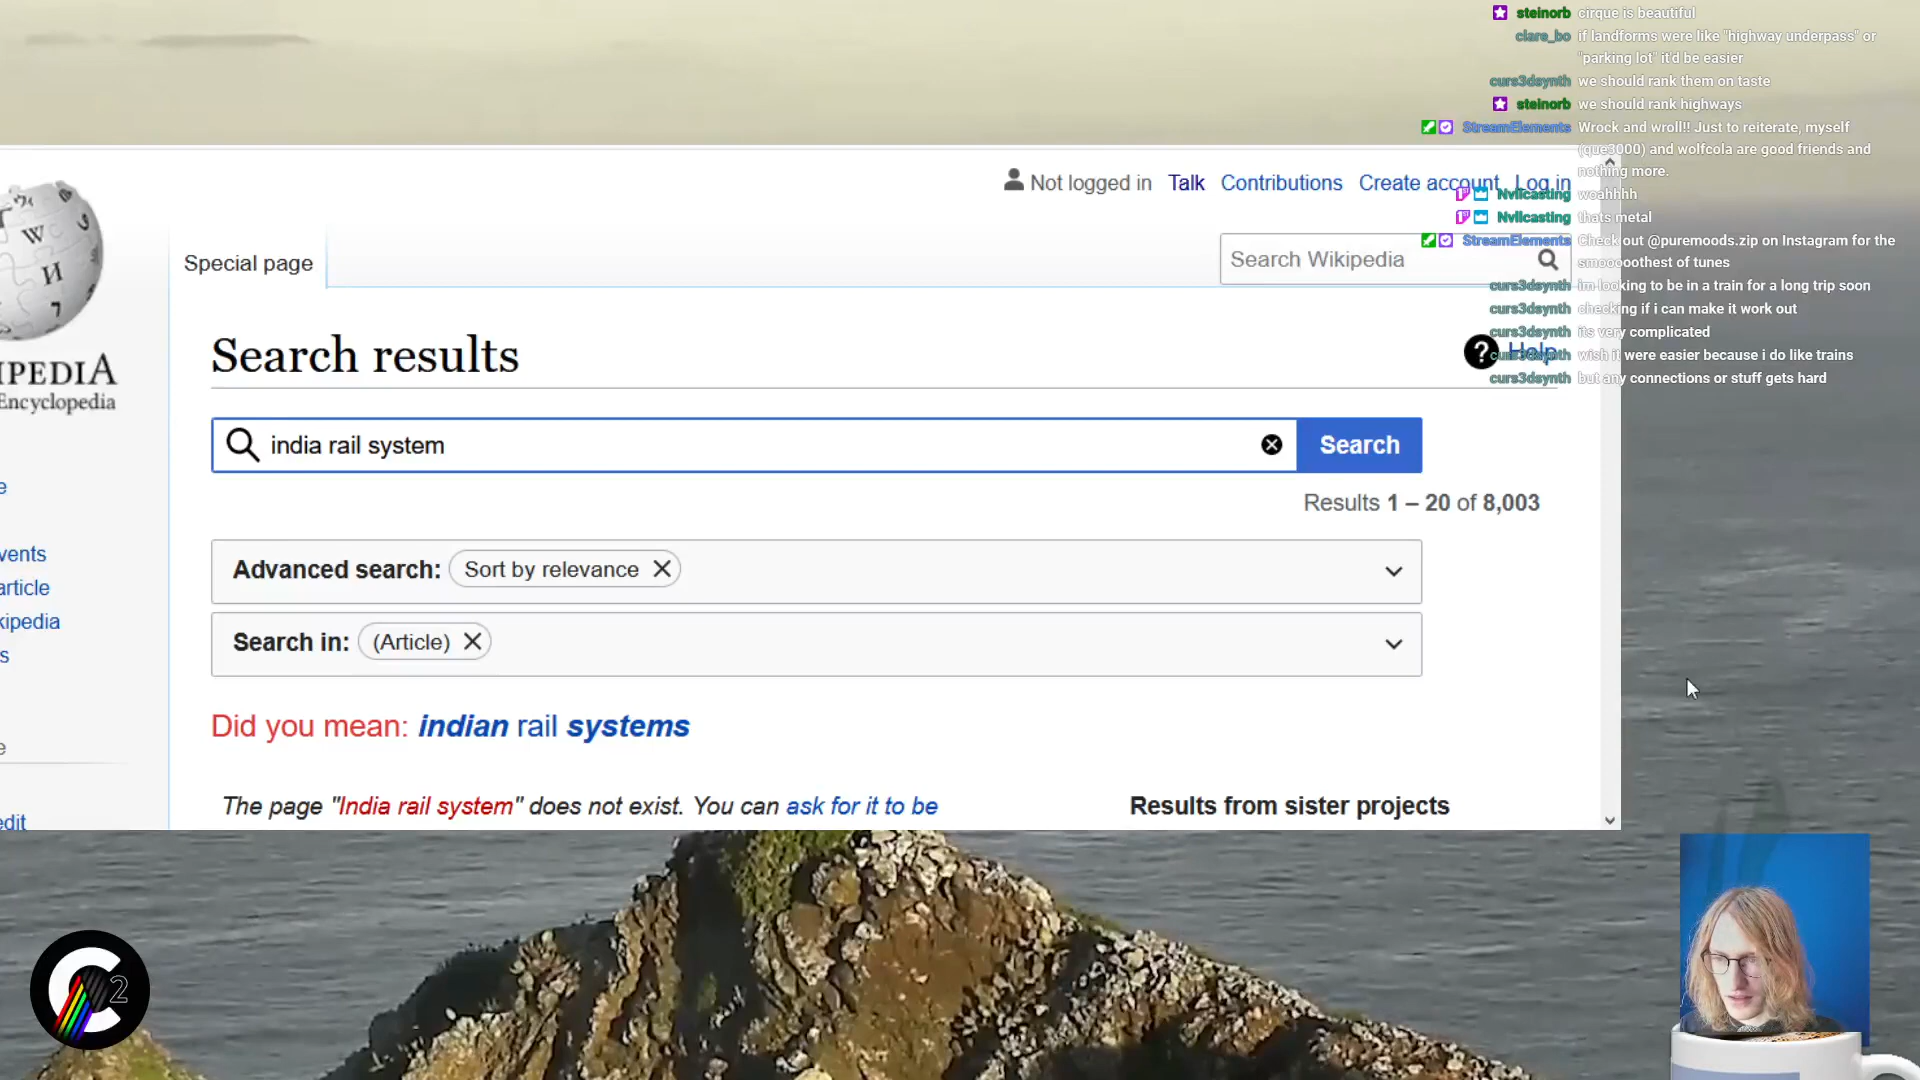 steinorb cirque is beautiful
clare_bo if landforms were like "highway underpass" or
"parking lot" it'd be easier
curs3dsynth we should rank them on taste
steinorb we should rank highways
StreamElements Wrock and wroll!! Just to reiterate, myself
(que3000) and wolfcola are good friends and
nothing more.
Nvllcasting woahhhh
Nvllcasting thats metal
StreamElements Check out @puremoods.zip on Instagram for the
smooooothest of tunes
curs3dsynth im looking to be in a train for a long trip soon
curs3dsynth checking if i can make it work out
curs3dsynth its very complicated
curs3dsynth wish it were easier because i do like trains
curs3dsynth but any connections or stuff gets hard
Not logged in Talk Contributions Create account Log in
Special page
Search Wikipedia
IPEDIA
Encyclopedia
Search results
Help
india rail system
Search
Results 1 – 20 of 8,003
Advanced search: Sort by relevance
Search in: (Article)
Did you mean: indian rail systems
The page "India rail system" does not exist. You can ask for it to be
Results from sister projects
e
vents
article
kipedia
s
e
edit
C 2